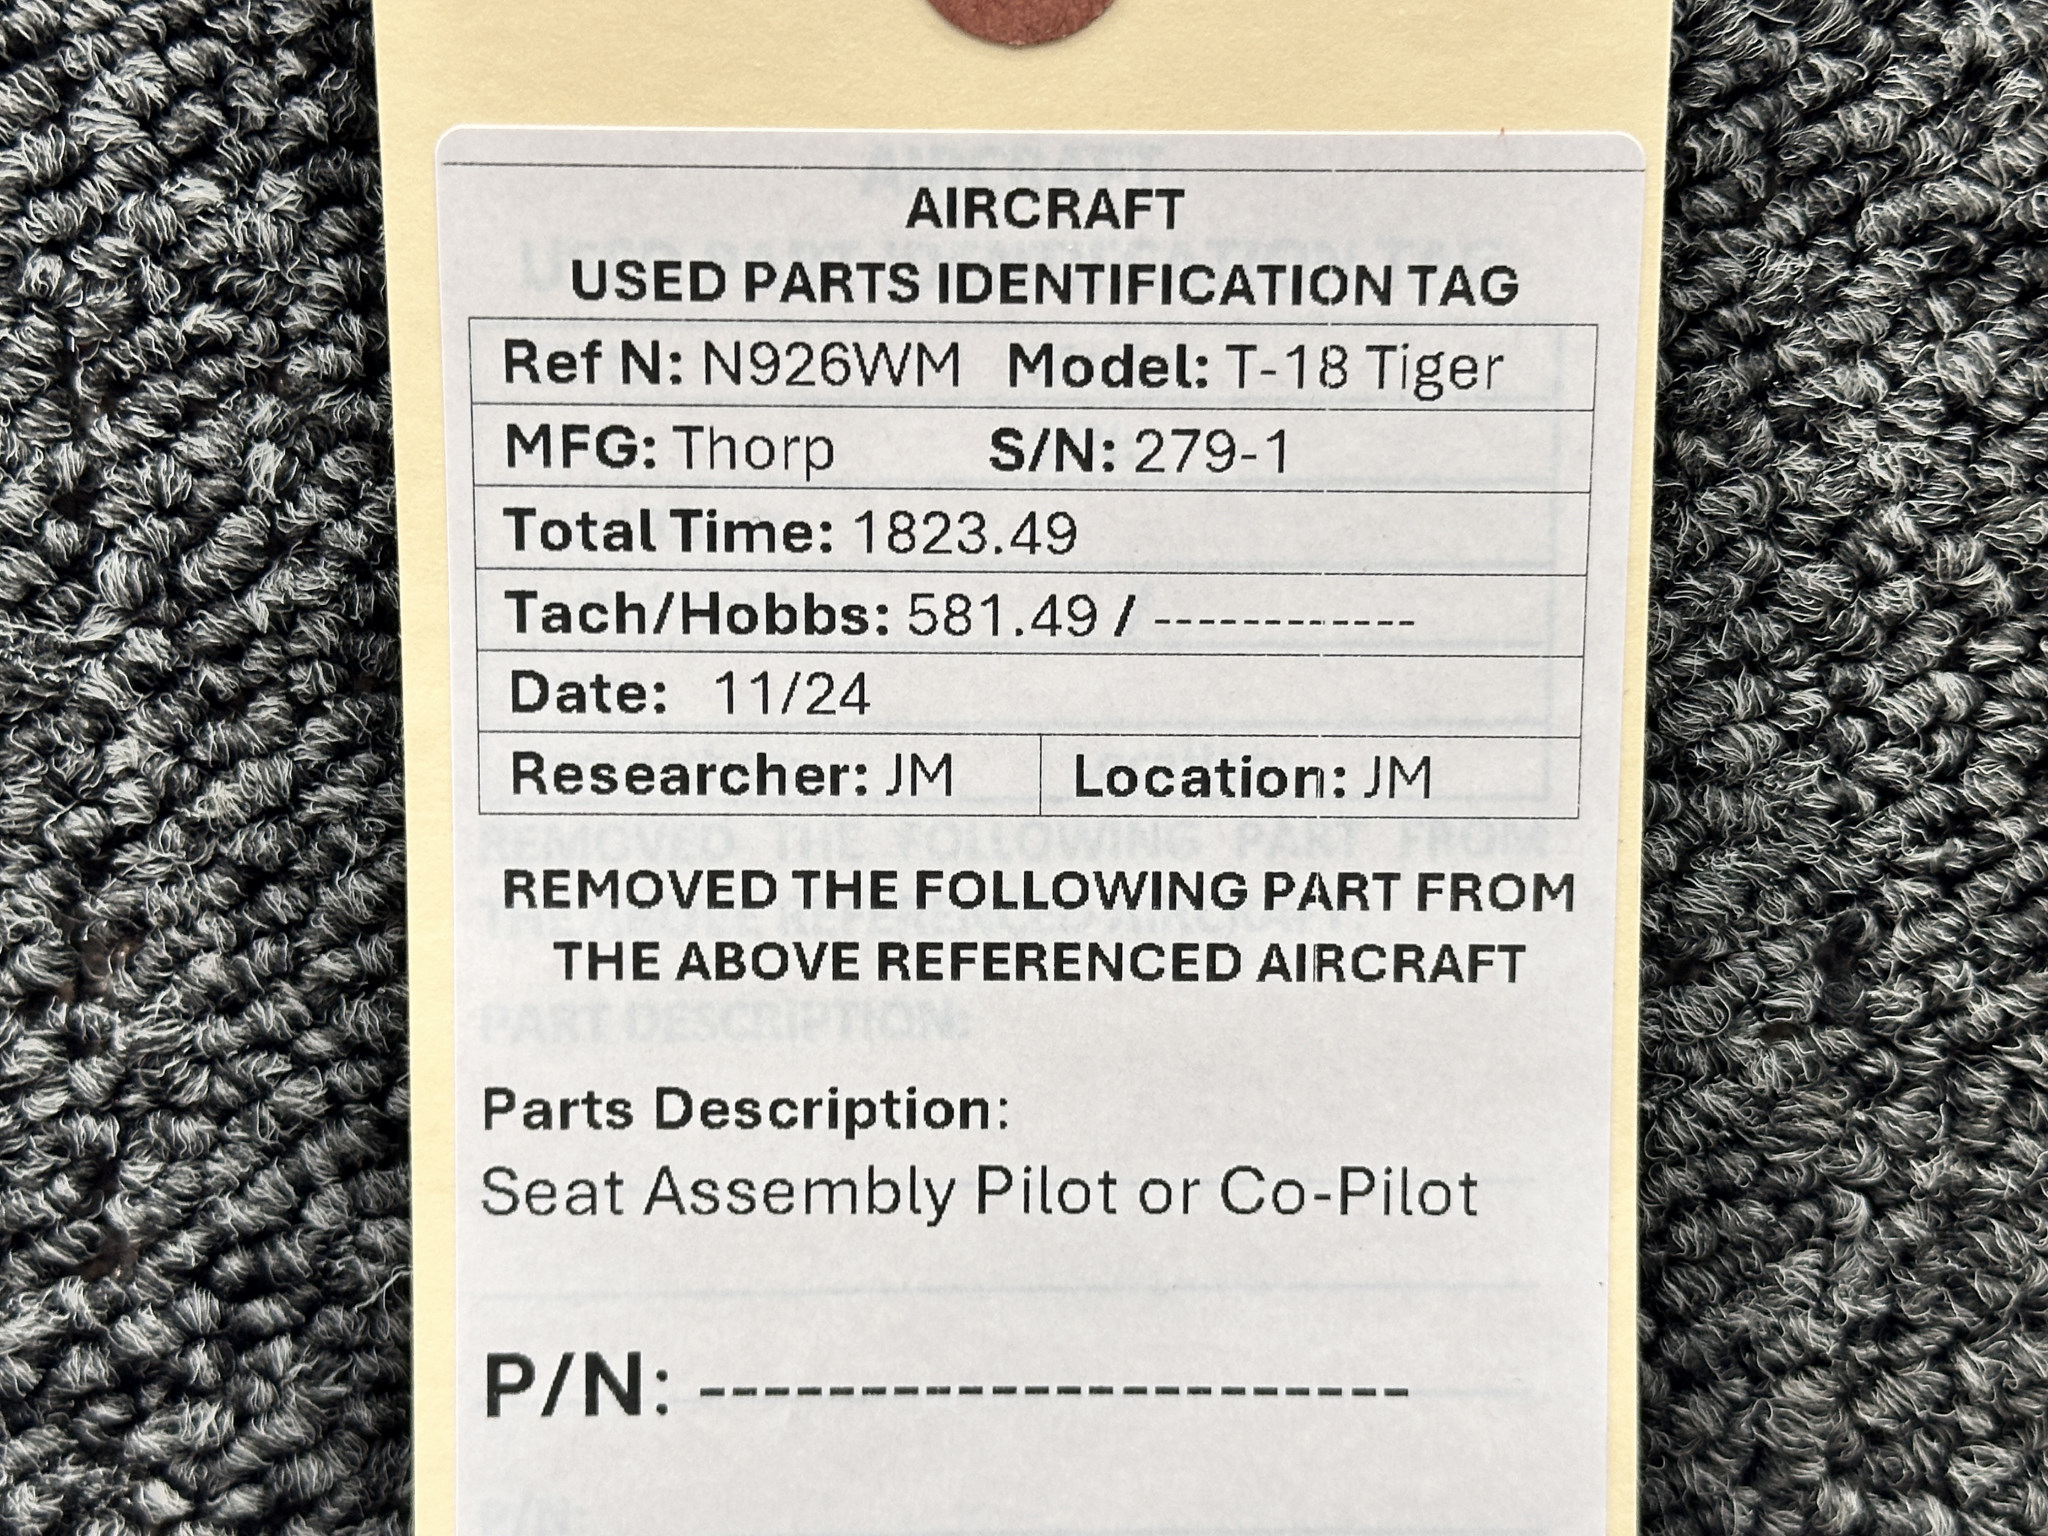 AIRCRAFT
USED PARTS IDENTIFICATION TAG
Ref N: N926WM Model: T-18 Tiger
MFG: Thorp S/N: 279-1
Total Time: 1823.49
Tach/Hobbs: 581.49 / ------------
Date: 11/24
Researcher: JM Location: JM
REMOVED THE FOLLOWING PART FROM
THE ABOVE REFERENCED AIRCRAFT
Parts Description:
Seat Assembly Pilot or Co-Pilot
P/N: ----------------------